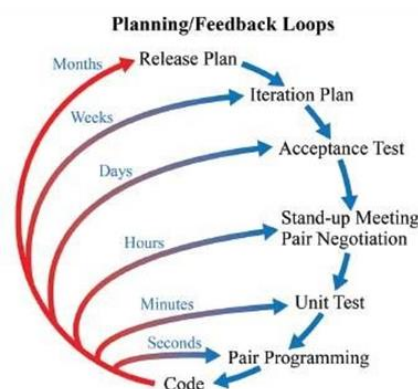 Planning/Feedback Loops
Months
Release Plan
Weeks
Iteration Plan
Days
Acceptance Test
Hours
Stand-up Meeting
Pair Negotiation
Minutes
Unit Test
Seconds
Pair Programming
Code